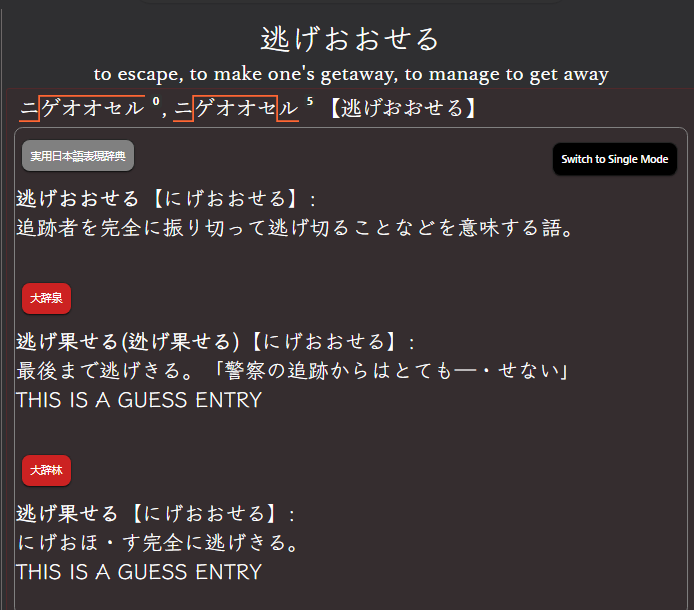 逃げおおせる
to escape, to make one's getaway, to manage to get away
ニゲオオセル 0, ニゲオオセル 5 【逃げおおせる】
実用日本語表現辞典
Switch to Single Mode
逃げおおせる【にげおおせる】:
追跡者を完全に振り切って逃げ切ることなどを意味する語。
大辞泉
逃げ果せる(迯げ果せる)【にげおおせる】:
最後まで逃げきる。「警察の追跡からはとても―・せない」
THIS IS A GUESS ENTRY
大辞林
逃げ果せる【にげおおせる】:
にげおほ・す完全に逃げきる。
THIS IS A GUESS ENTRY